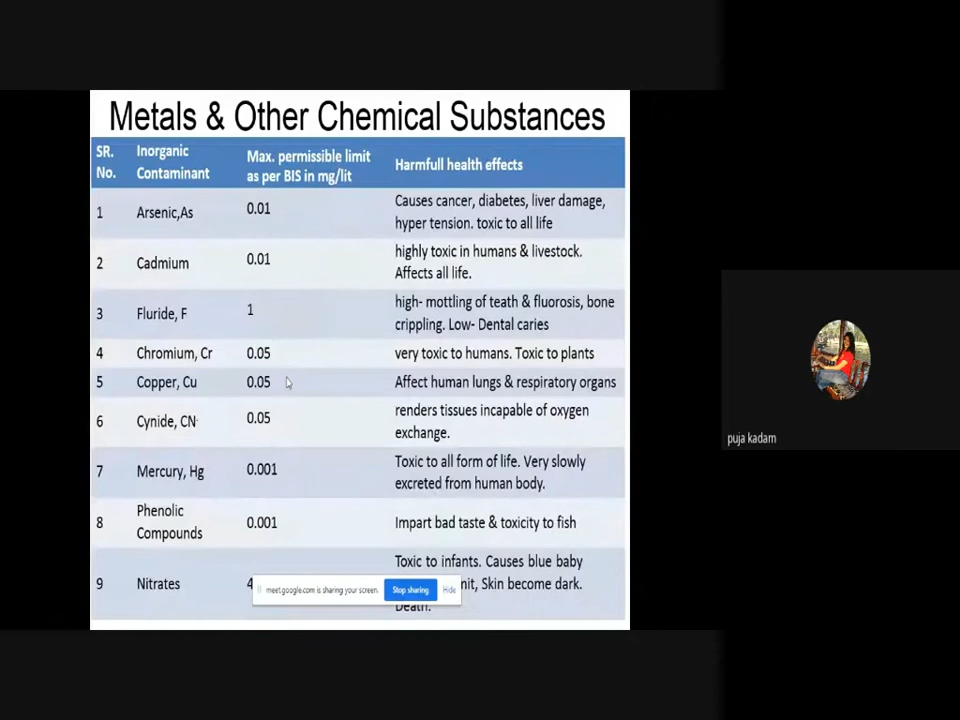 Metals & Other Chemical Substances
SR. No. Inorganic Contaminant Max. permissible limit as per BIS in mg/lit Harmfull health effects
1 Arsenic,As 0.01 Causes cancer, diabetes, liver damage,
hyper tension. toxic to all life
2 Cadmium 0.01 highly toxic in humans & livestock.
Affects all life.
3 Fluride, F 1 high- mottling of teath & fluorosis, bone
crippling. Low- Dental caries
4 Chromium, Cr 0.05 very toxic to humans. Toxic to plants
5 Copper, Cu 0.05 Affect human lungs & respiratory organs
6 Cynide, CN- 0.05 renders tissues incapable of oxygen
exchange.
7 Mercury, Hg 0.001 Toxic to all form of life. Very slowly
excreted from human body.
8 Phenolic Compounds 0.001 Impart bad taste & toxicity to fish
9 Nitrates 4 Toxic to infants. Causes blue baby
Skin become dark.
Death.
meet.google.com is sharing your screen. Stop sharing Hide
puja kadam